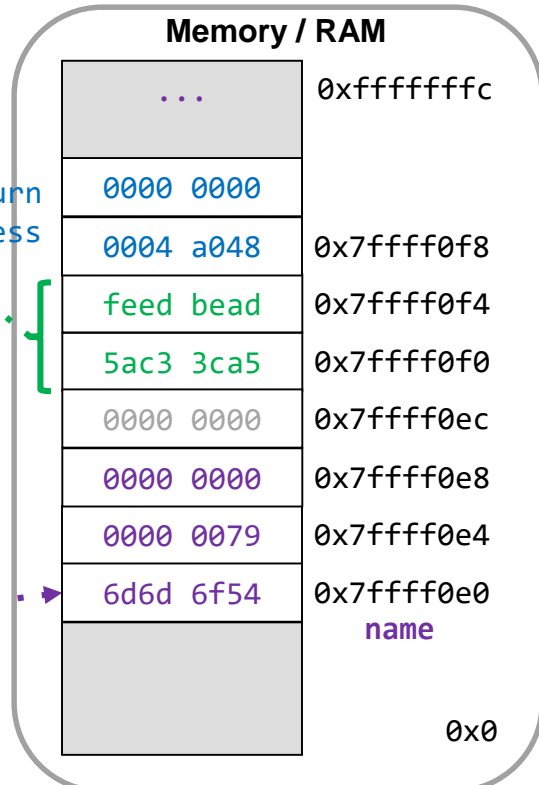 Memory / RAM
... 0xfffffffc
0000 0000
urn
ess
0004 a048 0x7ffff0f8
feed bead 0x7ffff0f4
5ac3 3ca5 0x7ffff0f0
0000 0000 0x7ffff0ec
0000 0000 0x7ffff0e8
0000 0079 0x7ffff0e4
6d6d 6f54 0x7ffff0e0
name
0x0